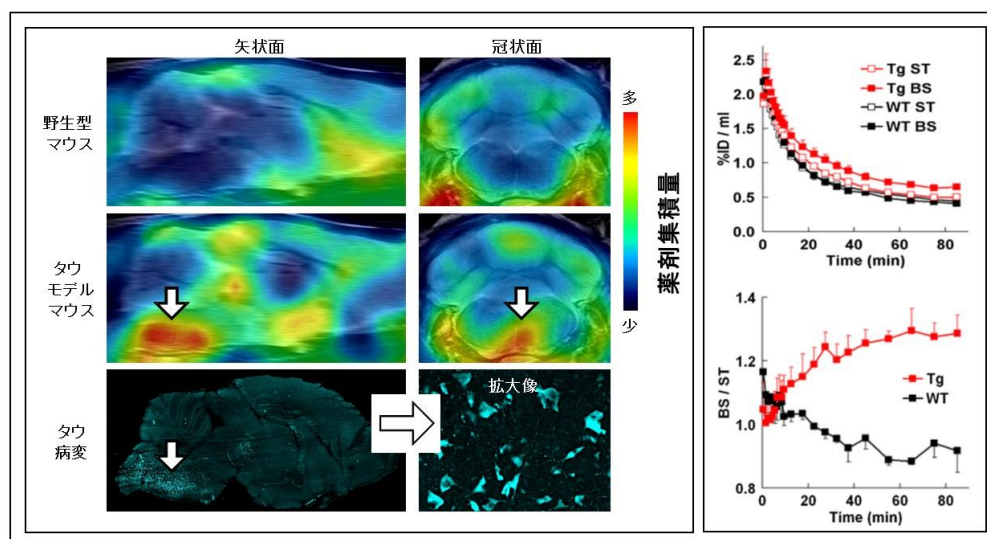 矢状面
冠状面
野生型
マウス
タウ
モデル
マウス
タウ
病変
拡大像
多
薬剤集積量
少
%ID / ml
2.5
2.0
1.5
1.0
0.5
0.0
Tg ST
Tg BS
WT ST
WT BS
0 20 40 60 80
Time (min)
BS / ST
1.4
1.2
1.0
0.8
Tg
WT
0 20 40 60 80
Time (min)